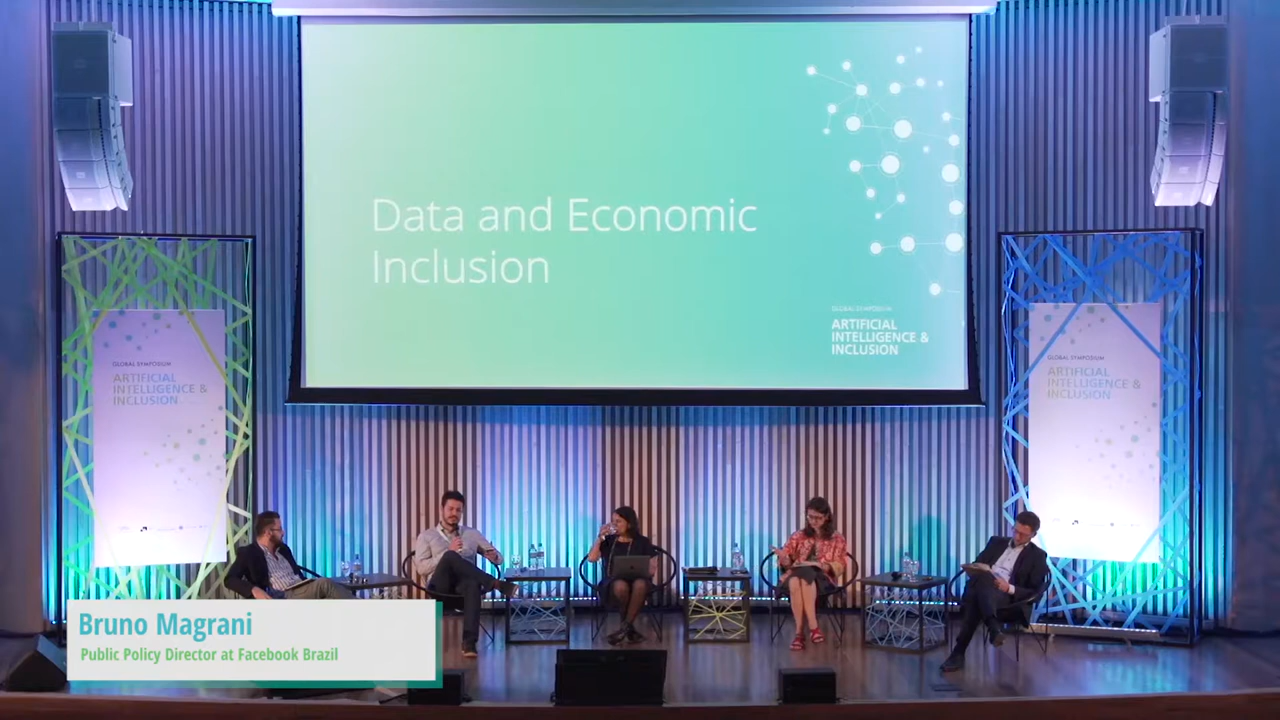 Data and Economic
Inclusion
GLOBAL SYMPOSIUM
ARTIFICIAL
INTELLIGENCE &
INCLUSION
GLOBAL SYMPOSIUM
ARTIFICIAL
INTELLIGENCE &
INCLUSION
GLOBAL SYMPOSIUM
ARTIFICIAL
INTELLIGENCE &
INCLUSION
Bruno Magrani
Public Policy Director at Facebook Brazil